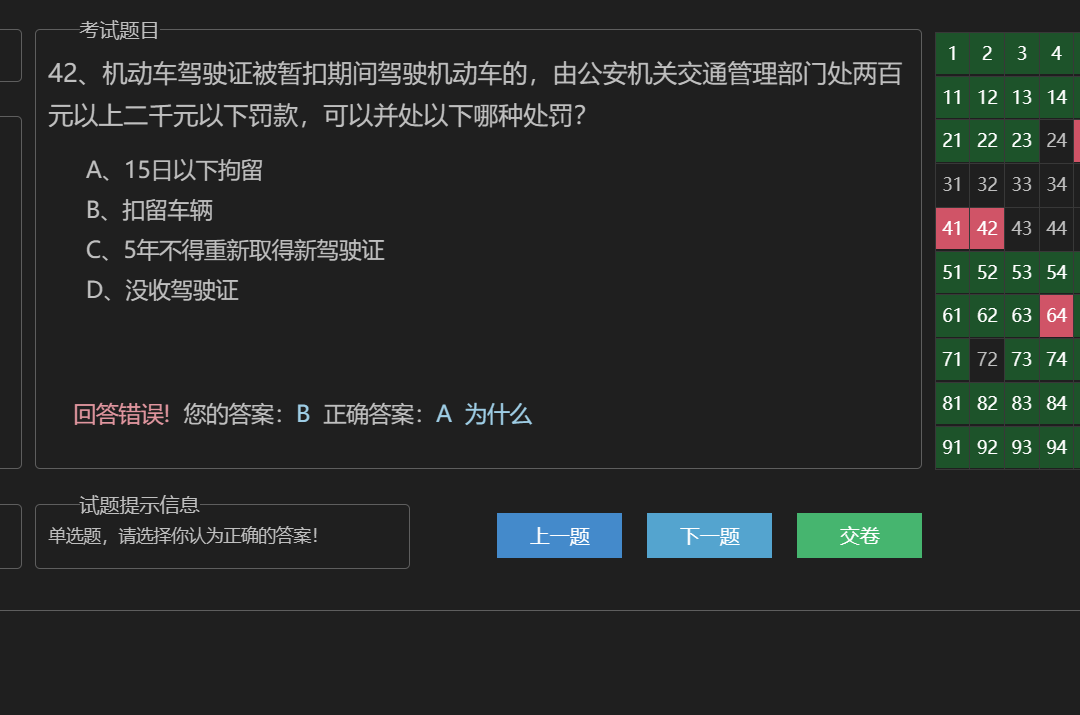 考试题目
42、机动车驾驶证被暂扣期间驾驶机动车的，由公安机关交通管理部门处两百
元以上二千元以下罚款，可以并处以下哪种处罚？
A、15日以下拘留
B、扣留车辆
C、5年不得重新取得新驾驶证
D、没收驾驶证
回答错误! 您的答案：B 正确答案：A 为什么
试题提示信息
单选题，请选择你认为正确的答案！
上一题 下一题 交卷
1 2 3 4
11 12 13 14
21 22 23 24
31 32 33 34
41 42 43 44
51 52 53 54
61 62 63 64
71 72 73 74
81 82 83 84
91 92 93 94